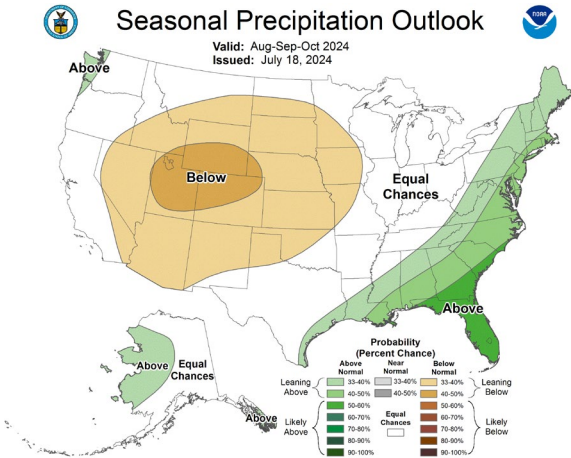 Seasonal Precipitation Outlook
Valid: Aug-Sep-Oct 2024
Issued: July 18, 2024
NOAA
Above
Below
Equal
Chances
Above
Above
Equal
Chances
Above
Probability
(Percent Chance)
Above
Normal
Near
Normal
Below
Normal
Leaning
Above
33-40%
40-50%
33-40%
40-50%
33-40%
40-50%
Leaning
Below
Likely
Above
50-60%
60-70%
70-80%
80-90%
90-100%
Equal
Chances
50-60%
60-70%
70-80%
80-90%
90-100%
Likely
Below